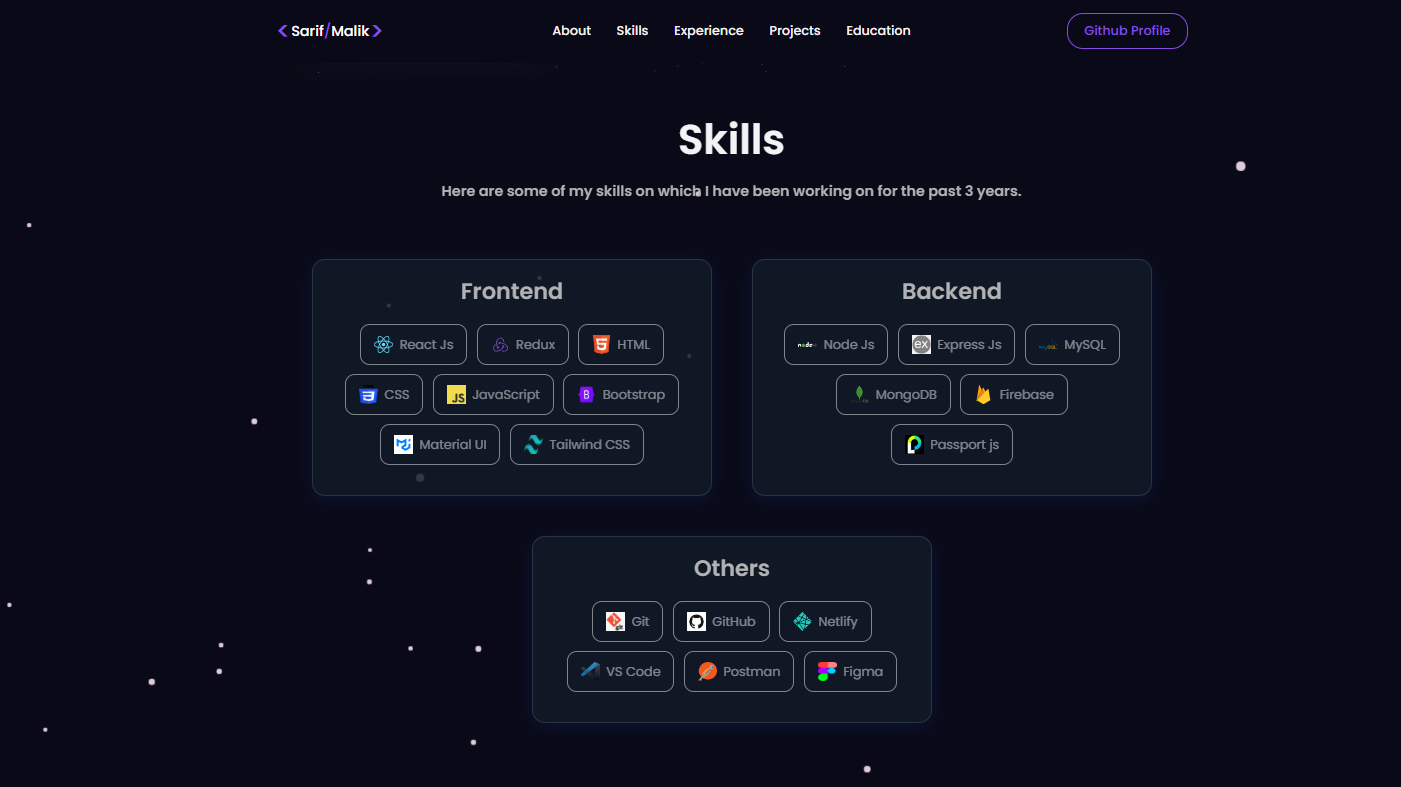 <Sarif/Malik>
About Skills Experience Projects Education
Github Profile
Skills
Here are some of my skills on which I have been working on for the past 3 years.
Frontend
React Js Redux HTML
CSS JavaScript Bootstrap
Material UI Tailwind CSS
Backend
Node Js Express Js MySQL
MongoDB Firebase
Passport js
Others
Git GitHub Netlify
VS Code Postman Figma